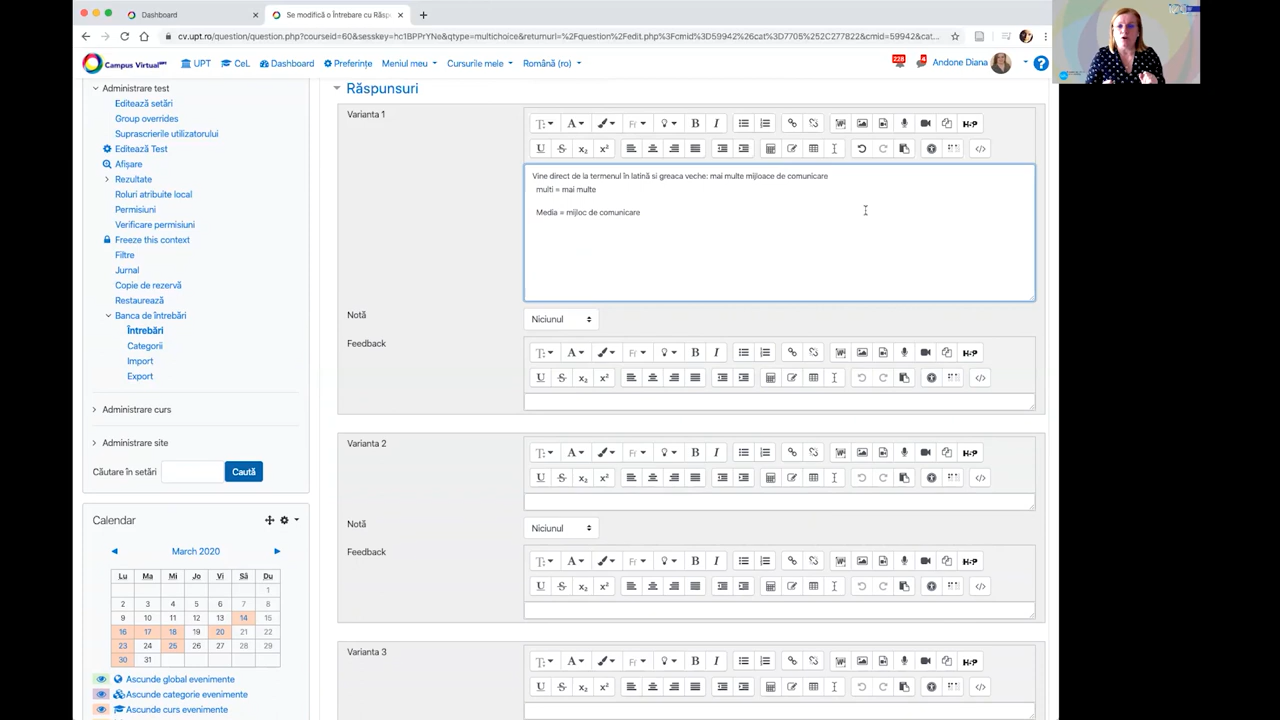 Dashboard
Se modifică o Întrebare cu Răsp
cv.upt.ro/question/question.php?courseid=60&sesskey=hc1BPPrYNe&qtype=multichoice&returnurl=%2Fquestion%2Fedit.php%3Fcmid%3D59942%26cat%3D7705%252C277822&cmid=59942&cat...
Campus Virtual UPT CeL Dashboard Preferințe Meniul meu Cursurile mele Română (ro) 228 4 Andone Diana
Administrare test
Editează setări
Group overrides
Suprascrierile utilizatorului
Editează Test
Afișare
Rezultate
Roluri atribuite local
Permisiuni
Verificare permisiuni
Freeze this context
Filtre
Jurnal
Copie de rezervă
Restaurează
Banca de întrebări
Întrebări
Categorii
Import
Export
Administrare curs
Administrare site
Căutare în setări
Caută
Calendar
March 2020
Lu Ma Mi Jo Vi Sâ Du
1
2 3 4 5 6 7 8
9 10 11 12 13 14 15
16 17 18 19 20 21 22
23 24 25 26 27 28 29
30 31
Ascunde global evenimente
Ascunde categorie evenimente
Ascunde curs evenimente
Răspunsuri
Varianta 1
Vine direct de la termenul în latină si greaca veche: mai multe mijloace de comunicare
multi = mai multe
Media = mijloc de comunicare
Notă
Niciunul
Feedback
Varianta 2
Notă
Niciunul
Feedback
Varianta 3